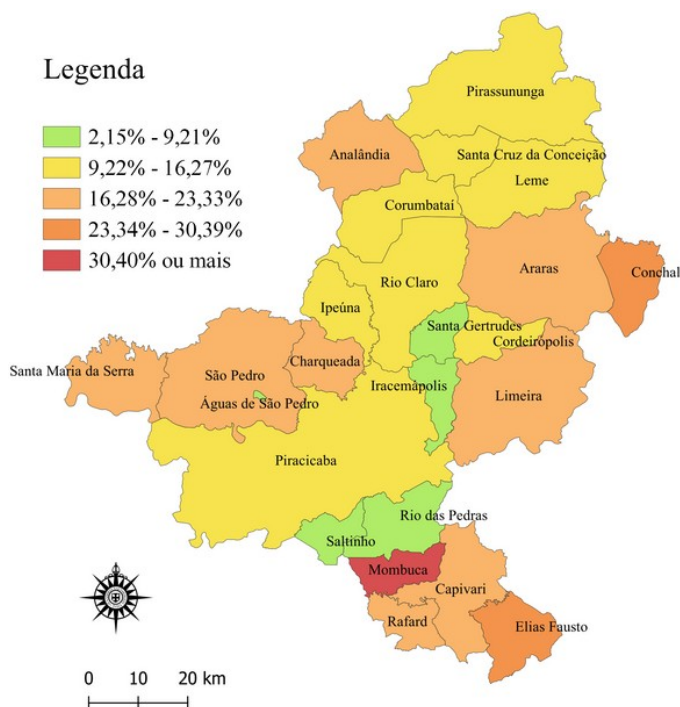 Legenda
2,15% - 9,21%
9,22% - 16,27%
16,28% - 23,33%
23,34% - 30,39%
30,40% ou mais
Pirassununga
Analândia
Santa Cruz da Conceição
Leme
Corumbataí
Araras
Conchal
Rio Claro
Ipeúna
Santa Gertrudes
Cordeirópolis
Charqueada
Santa Maria da Serra
São Pedro
Iracemápolis
Limeira
Águas de São Pedro
Piracicaba
Rio das Pedras
Saltinho
Mombuca
Capivari
Rafard
Elias Fausto
0 10 20 km